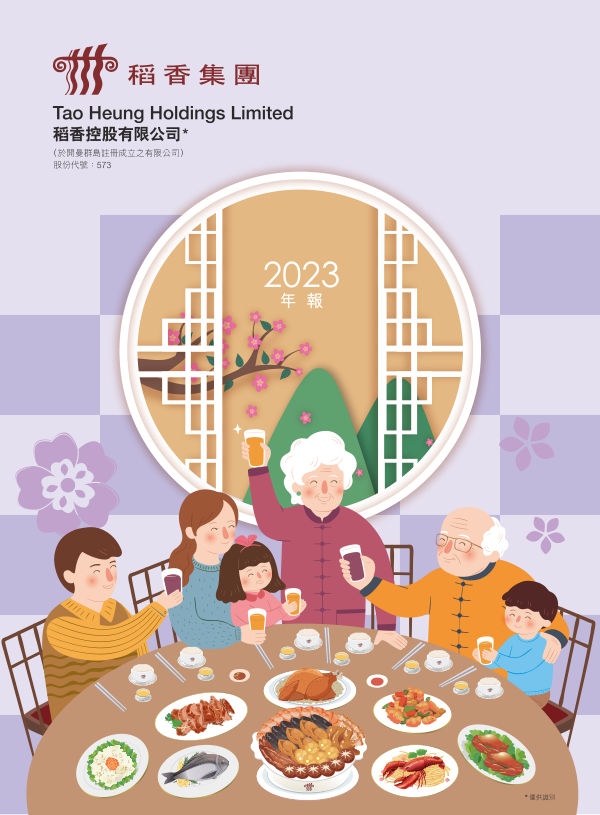 稻香集團
Tao Heung Holdings Limited
稻香控股有限公司*
(於開曼群島註冊成立之有限公司)
股份代號：573
2023
年報
* 僅供識別